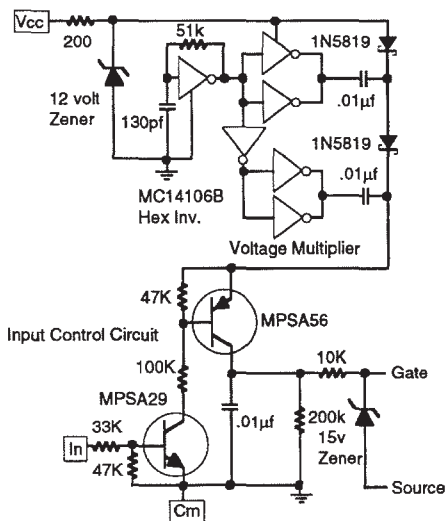 Vcc
200
51k
1N5819
12 volt
Zener
130pf
.01µf
1N5819
.01µf
MC14106B
Hex Inv.
Voltage Multiplier
47K
MPSA56
Input Control Circuit
100K
10K
Gate
MPSA29
33K
.01µf
200k
15v
Zener
In
47K
Source
Cm